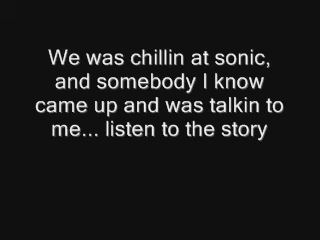 We was chillin at sonic,
and somebody I know
came up and was talkin to
me... listen to the story